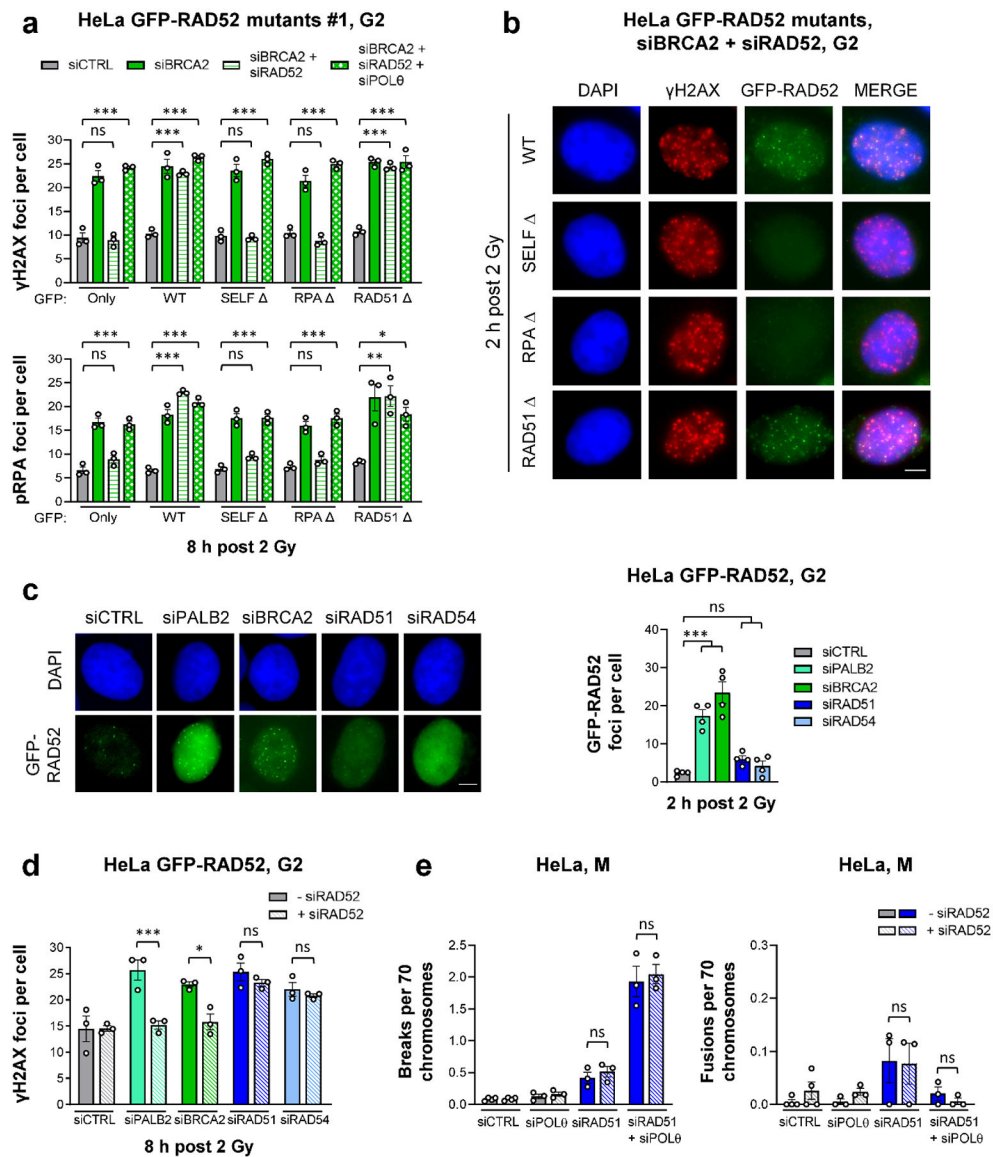 a
HeLa GFP-RAD52 mutants #1, G2
siCTRL
siBRCA2
siBRCA2 +
siRAD52
siBRCA2 +
siRAD52 +
siPOLθ
γH2AX foci per cell
30
25
20
15
10
5
0
*** *** *** *** ***
ns *** ns ns ***
GFP: Only WT SELF Δ RPA Δ RAD51 Δ
pRPA foci per cell
30
25
20
15
10
5
0
*** *** *** *** *
ns *** ns ns **
GFP: Only WT SELF Δ RPA Δ RAD51 Δ
8 h post 2 Gy
b
HeLa GFP-RAD52 mutants,
siBRCA2 + siRAD52, G2
DAPI γH2AX GFP-RAD52 MERGE
2 h post 2 Gy
WT
SELF Δ
RPA Δ
RAD51 Δ
c
siCTRL siPALB2 siBRCA2 siRAD51 siRAD54
DAPI
GFP-
RAD52
HeLa GFP-RAD52, G2
GFP-RAD52
foci per cell
40
30
20
10
0
ns
***
siCTRL
siPALB2
siBRCA2
siRAD51
siRAD54
2 h post 2 Gy
d
HeLa GFP-RAD52, G2
- siRAD52
+ siRAD52
γH2AX foci per cell
30
25
20
15
10
5
0
*** * ns ns
siCTRL siPALB2 siBRCA2 siRAD51 siRAD54
8 h post 2 Gy
e
HeLa, M
Breaks per 70
chromosomes
2.5
2.0
1.5
1.0
0.5
0.0
ns
ns
siCTRL siPOLθ siRAD51 siRAD51
+ siPOLθ
HeLa, M
- siRAD52
+ siRAD52
Fusions per 70
chromosomes
0.3
0.2
0.1
0.0
ns
ns
siCTRL siPOLθ siRAD51 siRAD51
+ siPOLθ